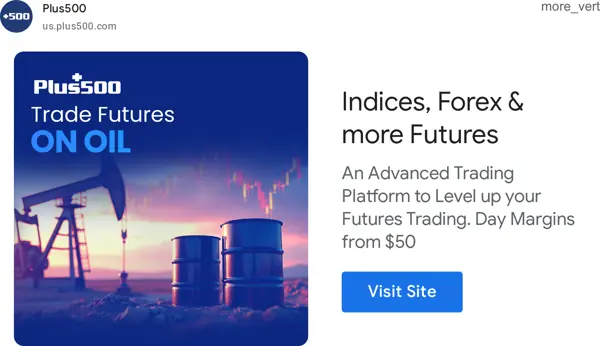 +500
Plus500
us.plus500.com
more_vert
Plus500
Trade Futures
ON OIL
Indices, Forex &
more Futures
An Advanced Trading
Platform to Level up your
Futures Trading. Day Margins
from $50
Visit Site